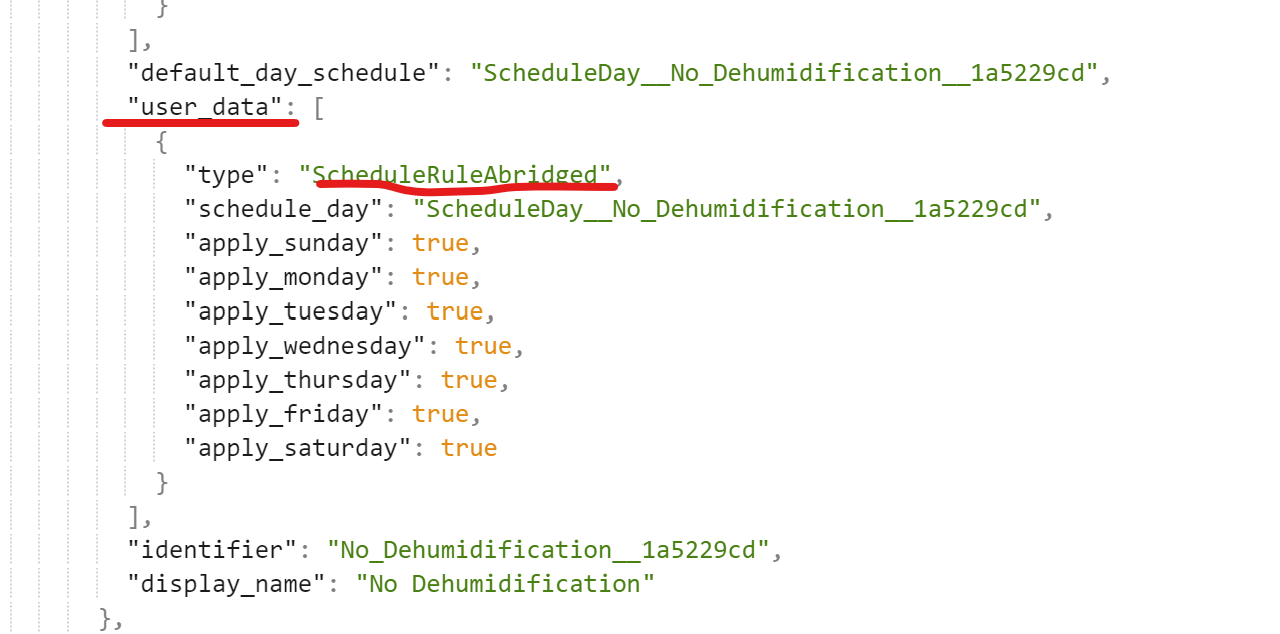 }
],
"default_day_schedule": "ScheduleDay__No_Dehumidification__1a5229cd",
"user_data": [
{
"type": "ScheduleRuleAbridged",
"schedule_day": "ScheduleDay__No_Dehumidification__1a5229cd",
"apply_sunday": true,
"apply_monday": true,
"apply_tuesday": true,
"apply_wednesday": true,
"apply_thursday": true,
"apply_friday": true,
"apply_saturday": true
}
],
"identifier": "No_Dehumidification__1a5229cd",
"display_name": "No Dehumidification"
},